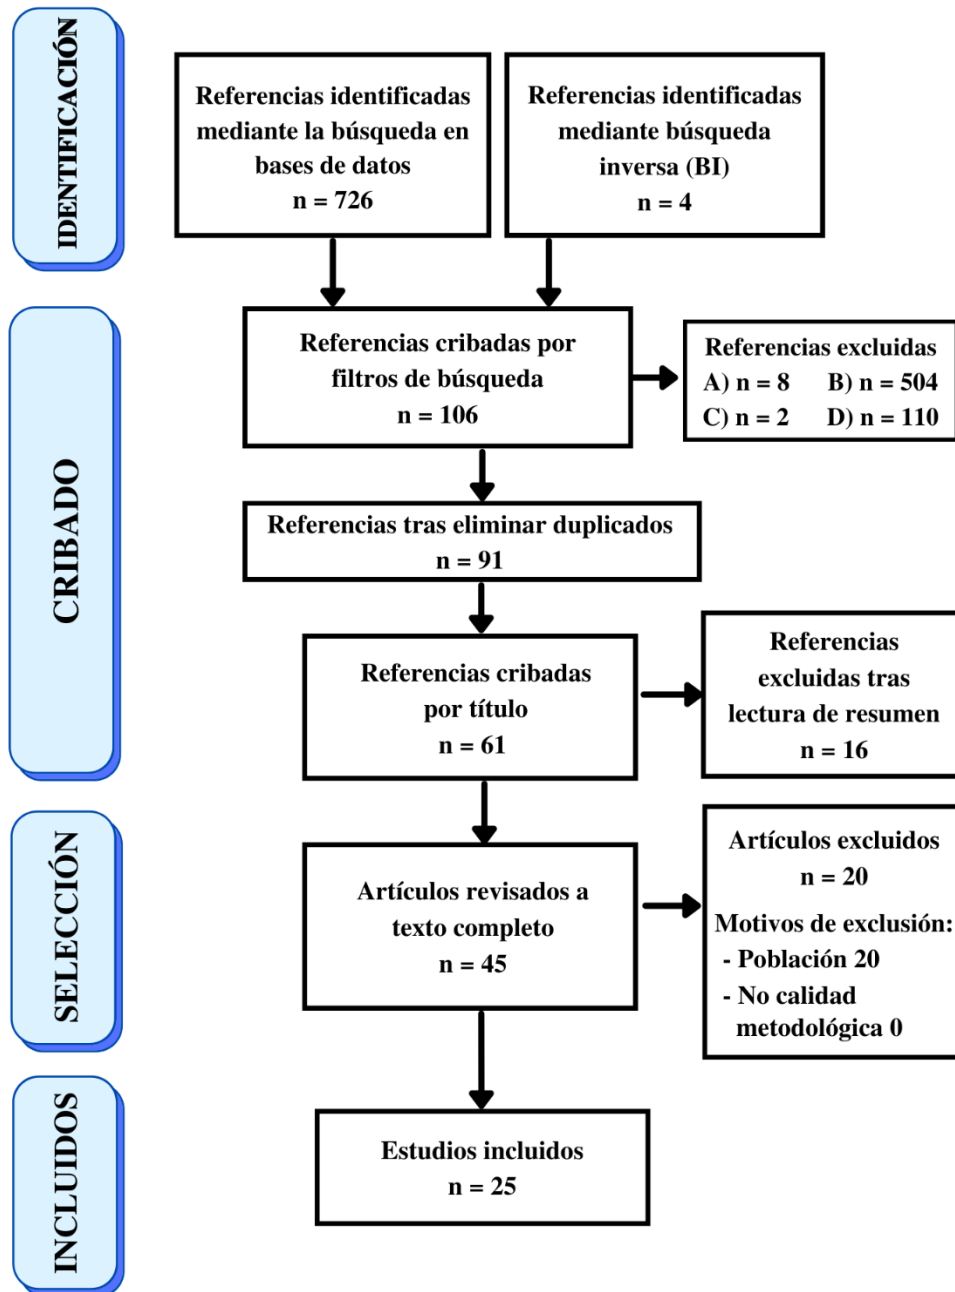 IDENTIFICACIÓN
Referencias identificadas
mediante la búsqueda en
bases de datos
n = 726
Referencias identificadas
mediante búsqueda
inversa (BI)
n = 4
CRIBADO
Referencias cribadas por
filtros de búsqueda
n = 106
Referencias excluidas
A) n = 8 B) n = 504
C) n = 2 D) n = 110
Referencias tras eliminar duplicados
n = 91
Referencias cribadas
por título
n = 61
Referencias
excluidas tras
lectura de resumen
n = 16
SELECCIÓN
Artículos revisados a
texto completo
n = 45
Artículos excluidos
n = 20
Motivos de exclusión:
- Población 20
- No calidad
metodológica 0
INCLUIDOS
Estudios incluidos
n = 25